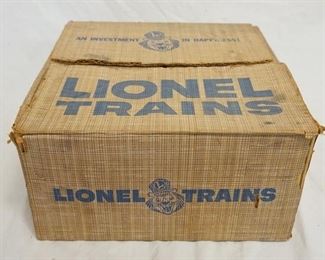 AN INVESTMENT IN HAPPINESS!
LIONEL
TRAINS
LIONEL TRAINS